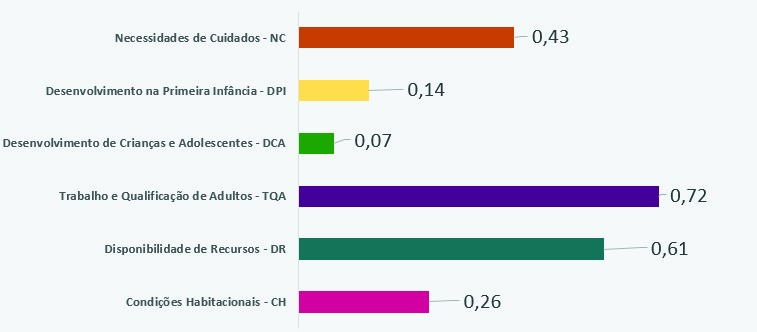 Necessidades de Cuidados - NC 0,43
Desenvolvimento na Primeira Infância - DPI 0,14
Desenvolvimento de Crianças e Adolescentes - DCA 0,07
Trabalho e Qualificação de Adultos - TQA 0,72
Disponibilidade de Recursos - DR 0,61
Condições Habitacionais - CH 0,26